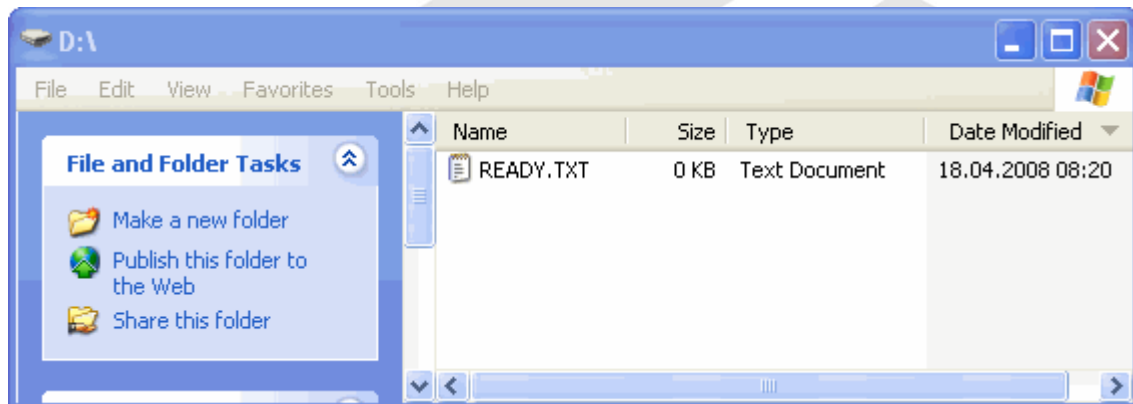 D:\
File Edit View Favorites Tools Help
File and Folder Tasks
Make a new folder
Publish this folder to
the Web
Share this folder
Name Size Type Date Modified
READY.TXT 0 KB Text Document 18.04.2008 08:20